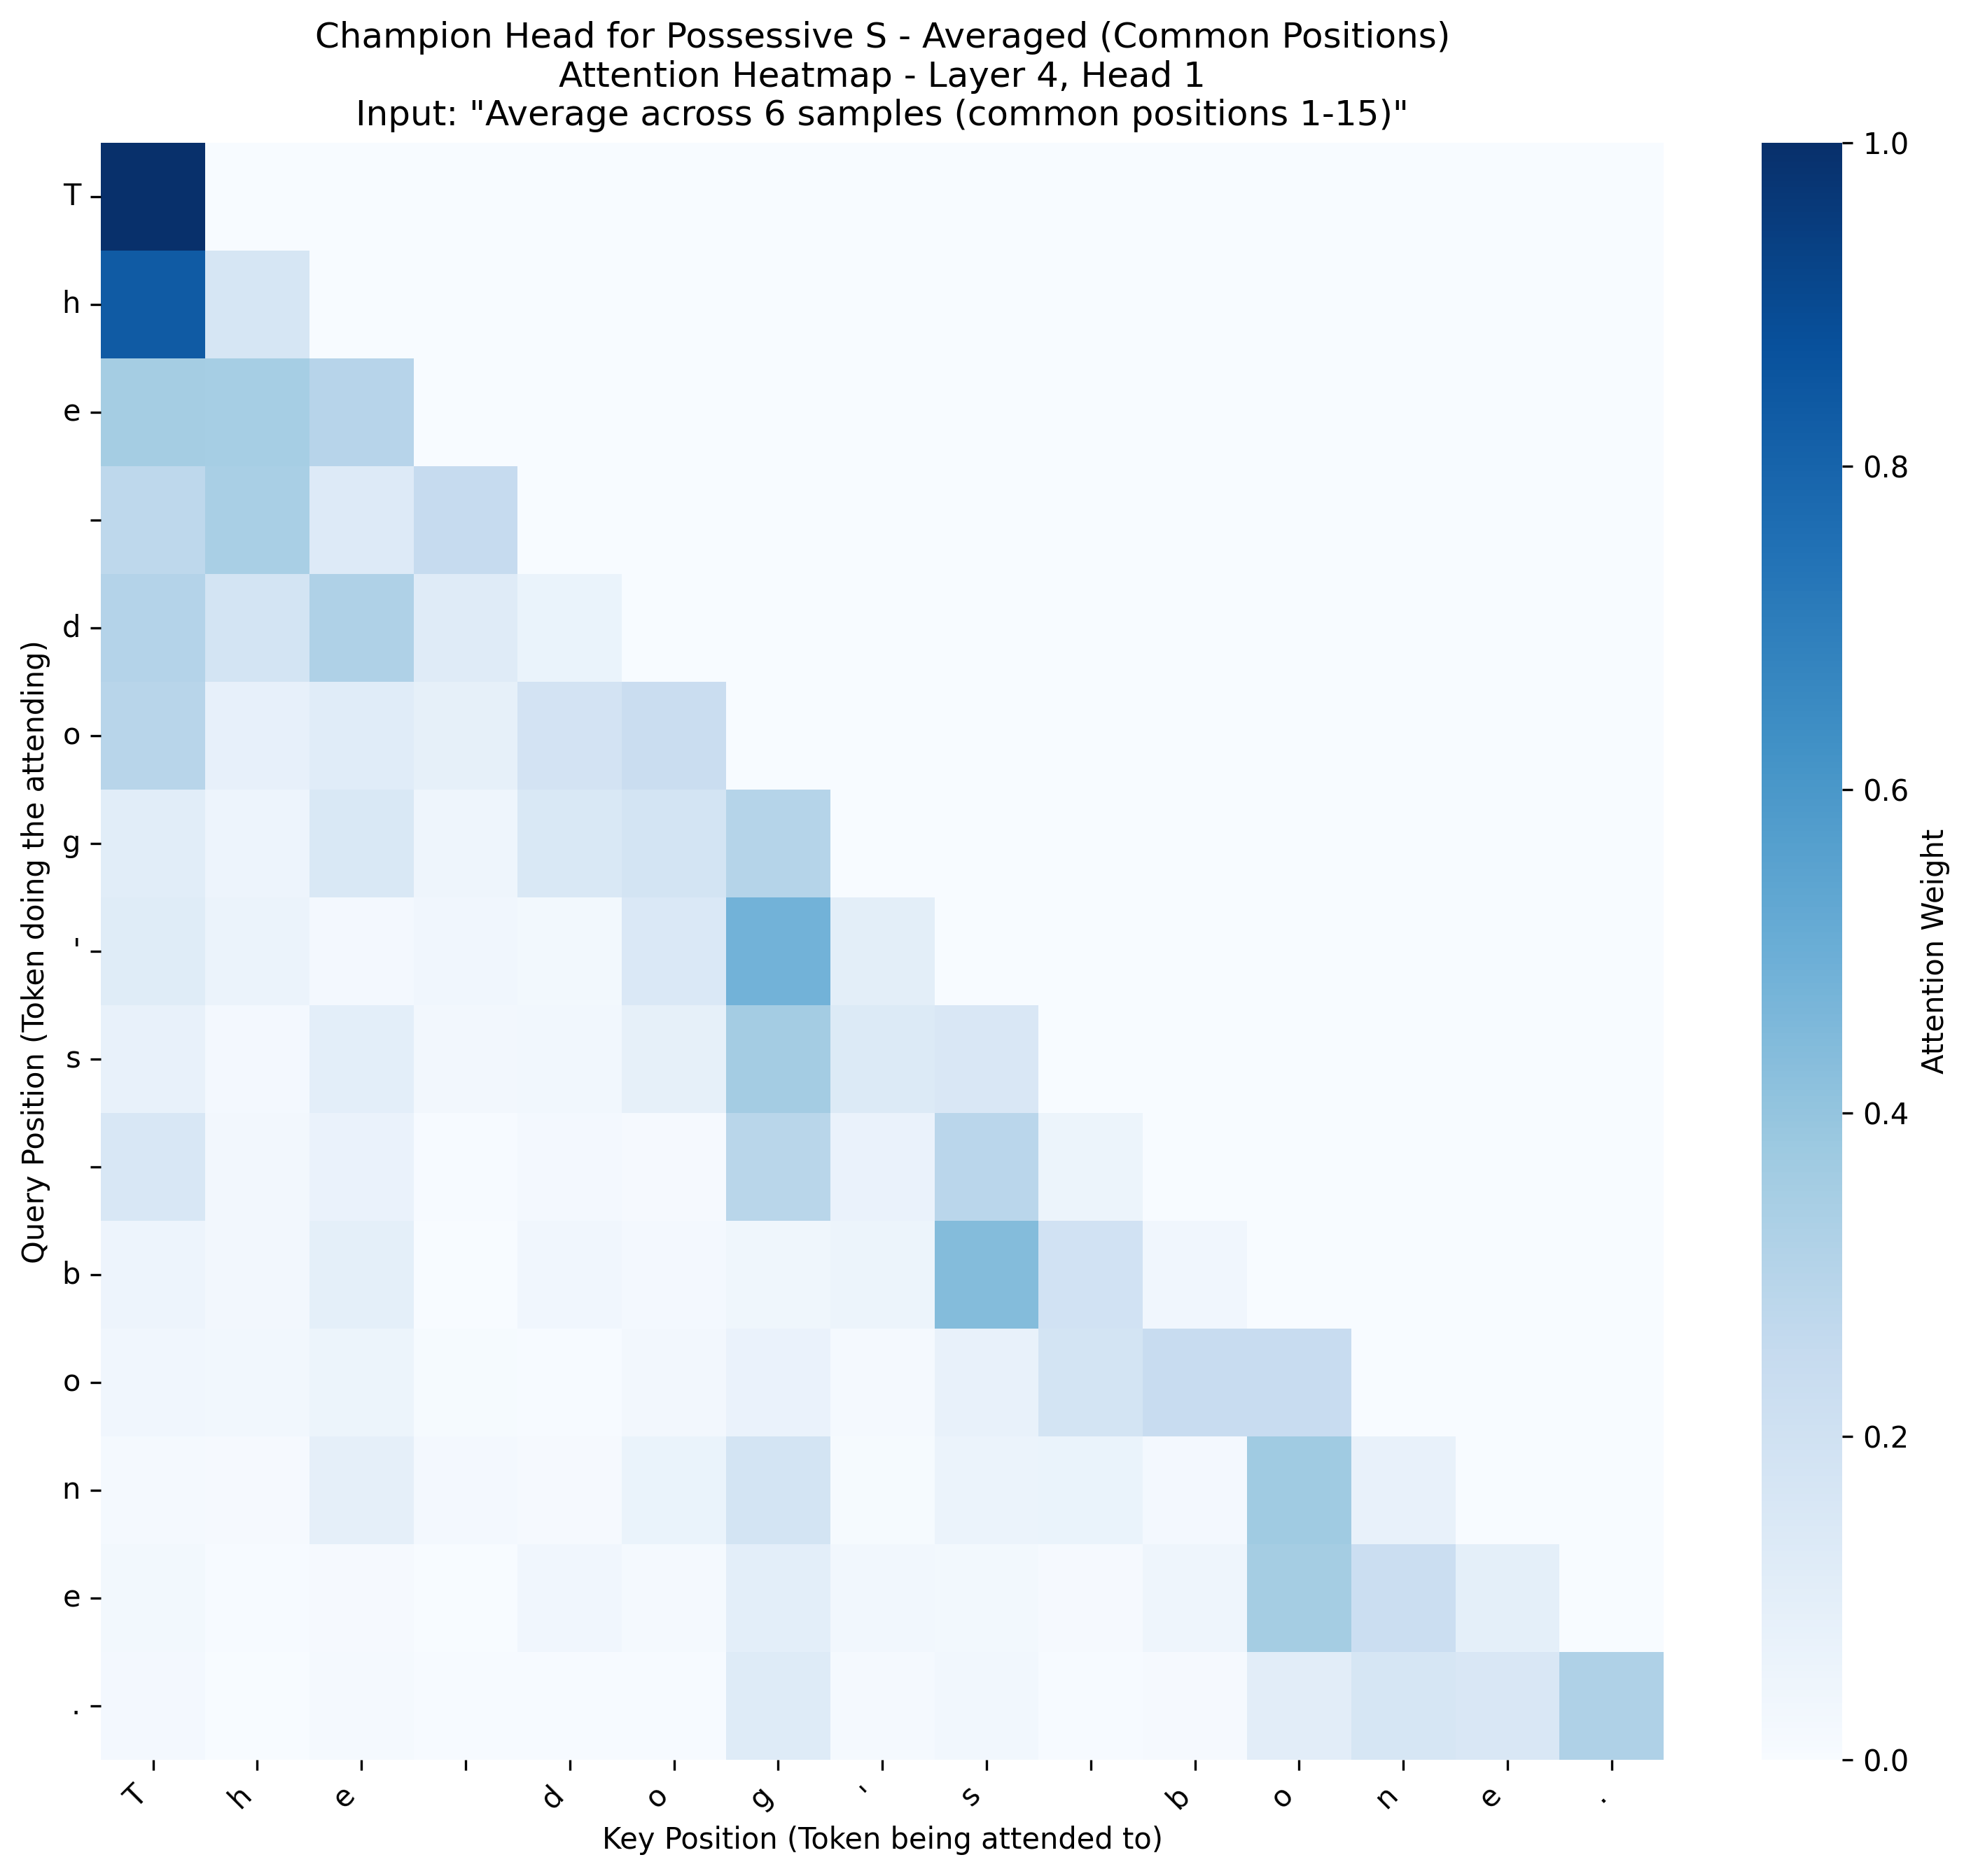 Champion Head for Possessive S - Averaged (Common Positions)
Attention Heatmap - Layer 4, Head 1
Input: "Average across 6 samples (common positions 1-15)"
Query Position (Token doing the attending)
T
h
e
d
o
g
'
s
b
o
n
e
.
T h e d o g ' s b o n e .
Key Position (Token being attended to)
1.0
0.8
0.6
0.4
0.2
0.0
Attention Weight